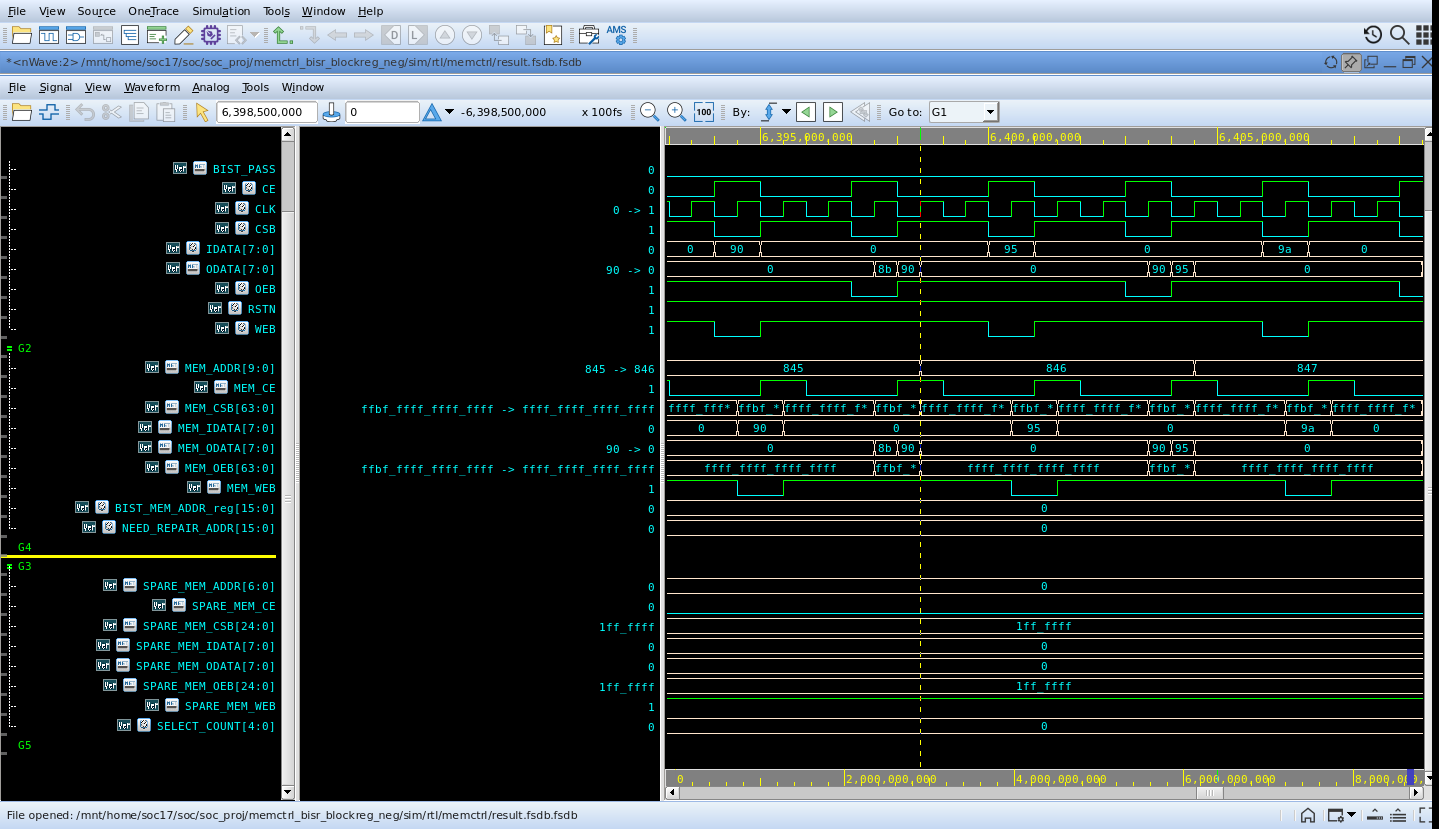 File View Source OneTrace Simulation Tools Window Help
AMS
*<nWave:2> /mnt/home/soc17/soc/soc_proj/memctrl_bisr_blockreg_neg/sim/rtl/memctrl/result.fsdb.fsdb
File Signal View Waveform Analog Tools Window
6,398,500,000 0 -6,398,500,000 x 100fs 100 By: Go to: G1
6,395,000,000 6,400,000,000 6,405,000,000
BIST_PASS 0
CE 0
CLK 0 -> 1
CSB 1
IDATA[7:0] 0 0 90 0 95 0 9a 0
ODATA[7:0] 90 -> 0 0 8b 90 0 90 95 0
OEB 1
RSTN 1
WEB 1
G2
MEM_ADDR[9:0] 845 -> 846 845 846 847
MEM_CE 1
MEM_CSB[63:0] ffbf_ffff_ffff_ffff -> ffff_ffff_ffff_ffff ffff_fff* ffbf_* ffff_ffff_f* ffbf_* ffff_ffff_f* ffbf_* ffff_ffff_f* ffbf_* ffff_ffff_f* ffbf_* ffff_ffff_f*
MEM_IDATA[7:0] 0 0 90 0 95 0 9a 0
MEM_ODATA[7:0] 90 -> 0 0 8b 90 0 90 95 0
MEM_OEB[63:0] ffbf_ffff_ffff_ffff -> ffff_ffff_ffff_ffff ffff_ffff_ffff_ffff ffbf_* ffff_ffff_ffff_ffff ffbf_* ffff_ffff_ffff_ffff
MEM_WEB 1
BIST_MEM_ADDR_reg[15:0] 0 0
NEED_REPAIR_ADDR[15:0] 0 0
G4
G3
SPARE_MEM_ADDR[6:0] 0 0
SPARE_MEM_CE 0
SPARE_MEM_CSB[24:0] 1ff_ffff 1ff_ffff
SPARE_MEM_IDATA[7:0] 0 0
SPARE_MEM_ODATA[7:0] 0 0
SPARE_MEM_OEB[24:0] 1ff_ffff 1ff_ffff
SPARE_MEM_WEB 1
SELECT_COUNT[4:0] 0 0
G5
0 2,000,000,000 4,000,000,000 6,000,000,000
File opened: /mnt/home/soc17/soc/soc_proj/memctrl_bisr_blockreg_neg/sim/rtl/memctrl/result.fsdb.fsdb